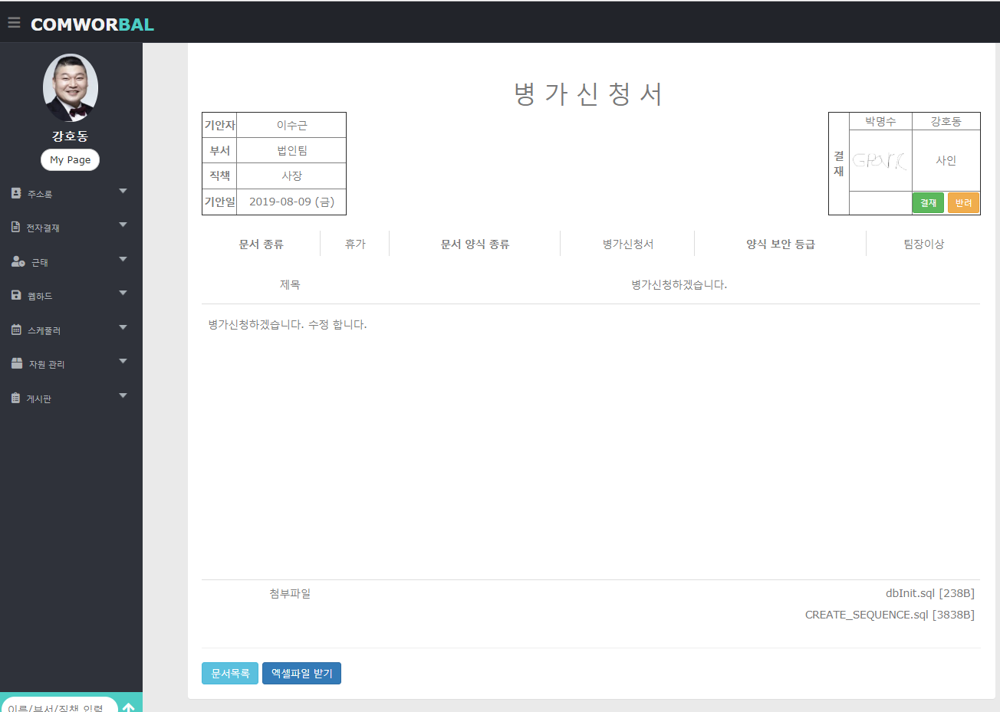 COMWORBAL
강호동
My Page
주소록
전자결재
근태
웹하드
스케쥴러
자원 관리
게시판
이름/부서/직책 입력
병 가 신 청 서
기안자 이수근
부서 법인팀
직책 사장
기안일 2019-08-09 (금)
결재 박명수 강호동
사인
결재 반려
문서 종류 휴가 문서 양식 종류 병가신청서 양식 보안 등급 팀장이상
제목 병가신청하겠습니다.
병가신청하겠습니다. 수정 합니다.
첨부파일 dbInit.sql [238B]
CREATE_SEQUENCE.sql [3838B]
문서목록 엑셀파일 받기